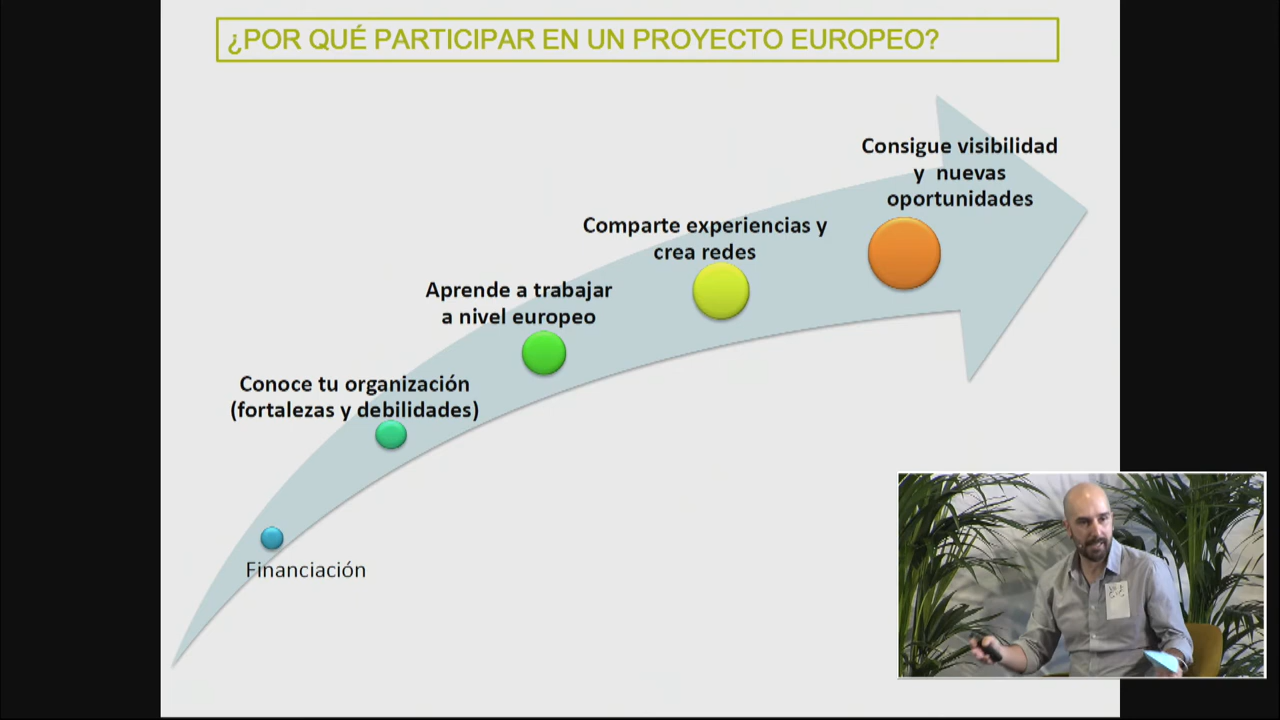 ¿POR QUÉ PARTICIPAR EN UN PROYECTO EUROPEO?
Consigue visibilidad
y nuevas
oportunidades
Comparte experiencias y
crea redes
Aprende a trabajar
a nivel europeo
Conoce tu organización
(fortalezas y debilidades)
Financiación